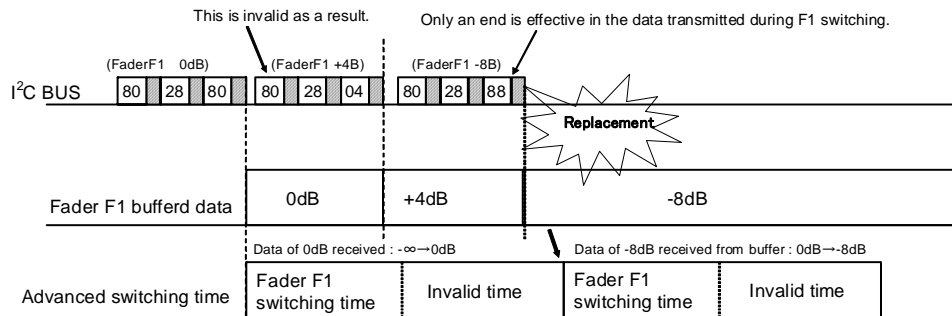 This is invalid as a result.
Only an end is effective in the data transmitted during F1 switching.
(FaderF1 0dB)
(FaderF1 +4B)
(FaderF1 -8B)
I²C BUS
80 28 80 80 28 04 80 28 88
Replacement
Fader F1 bufferd data
0dB
+4dB
-8dB
Data of 0dB received : -∞→0dB
Data of -8dB received from buffer : 0dB→-8dB
Advanced switching time
Fader F1
switching time
Invalid time
Fader F1
switching time
Invalid time